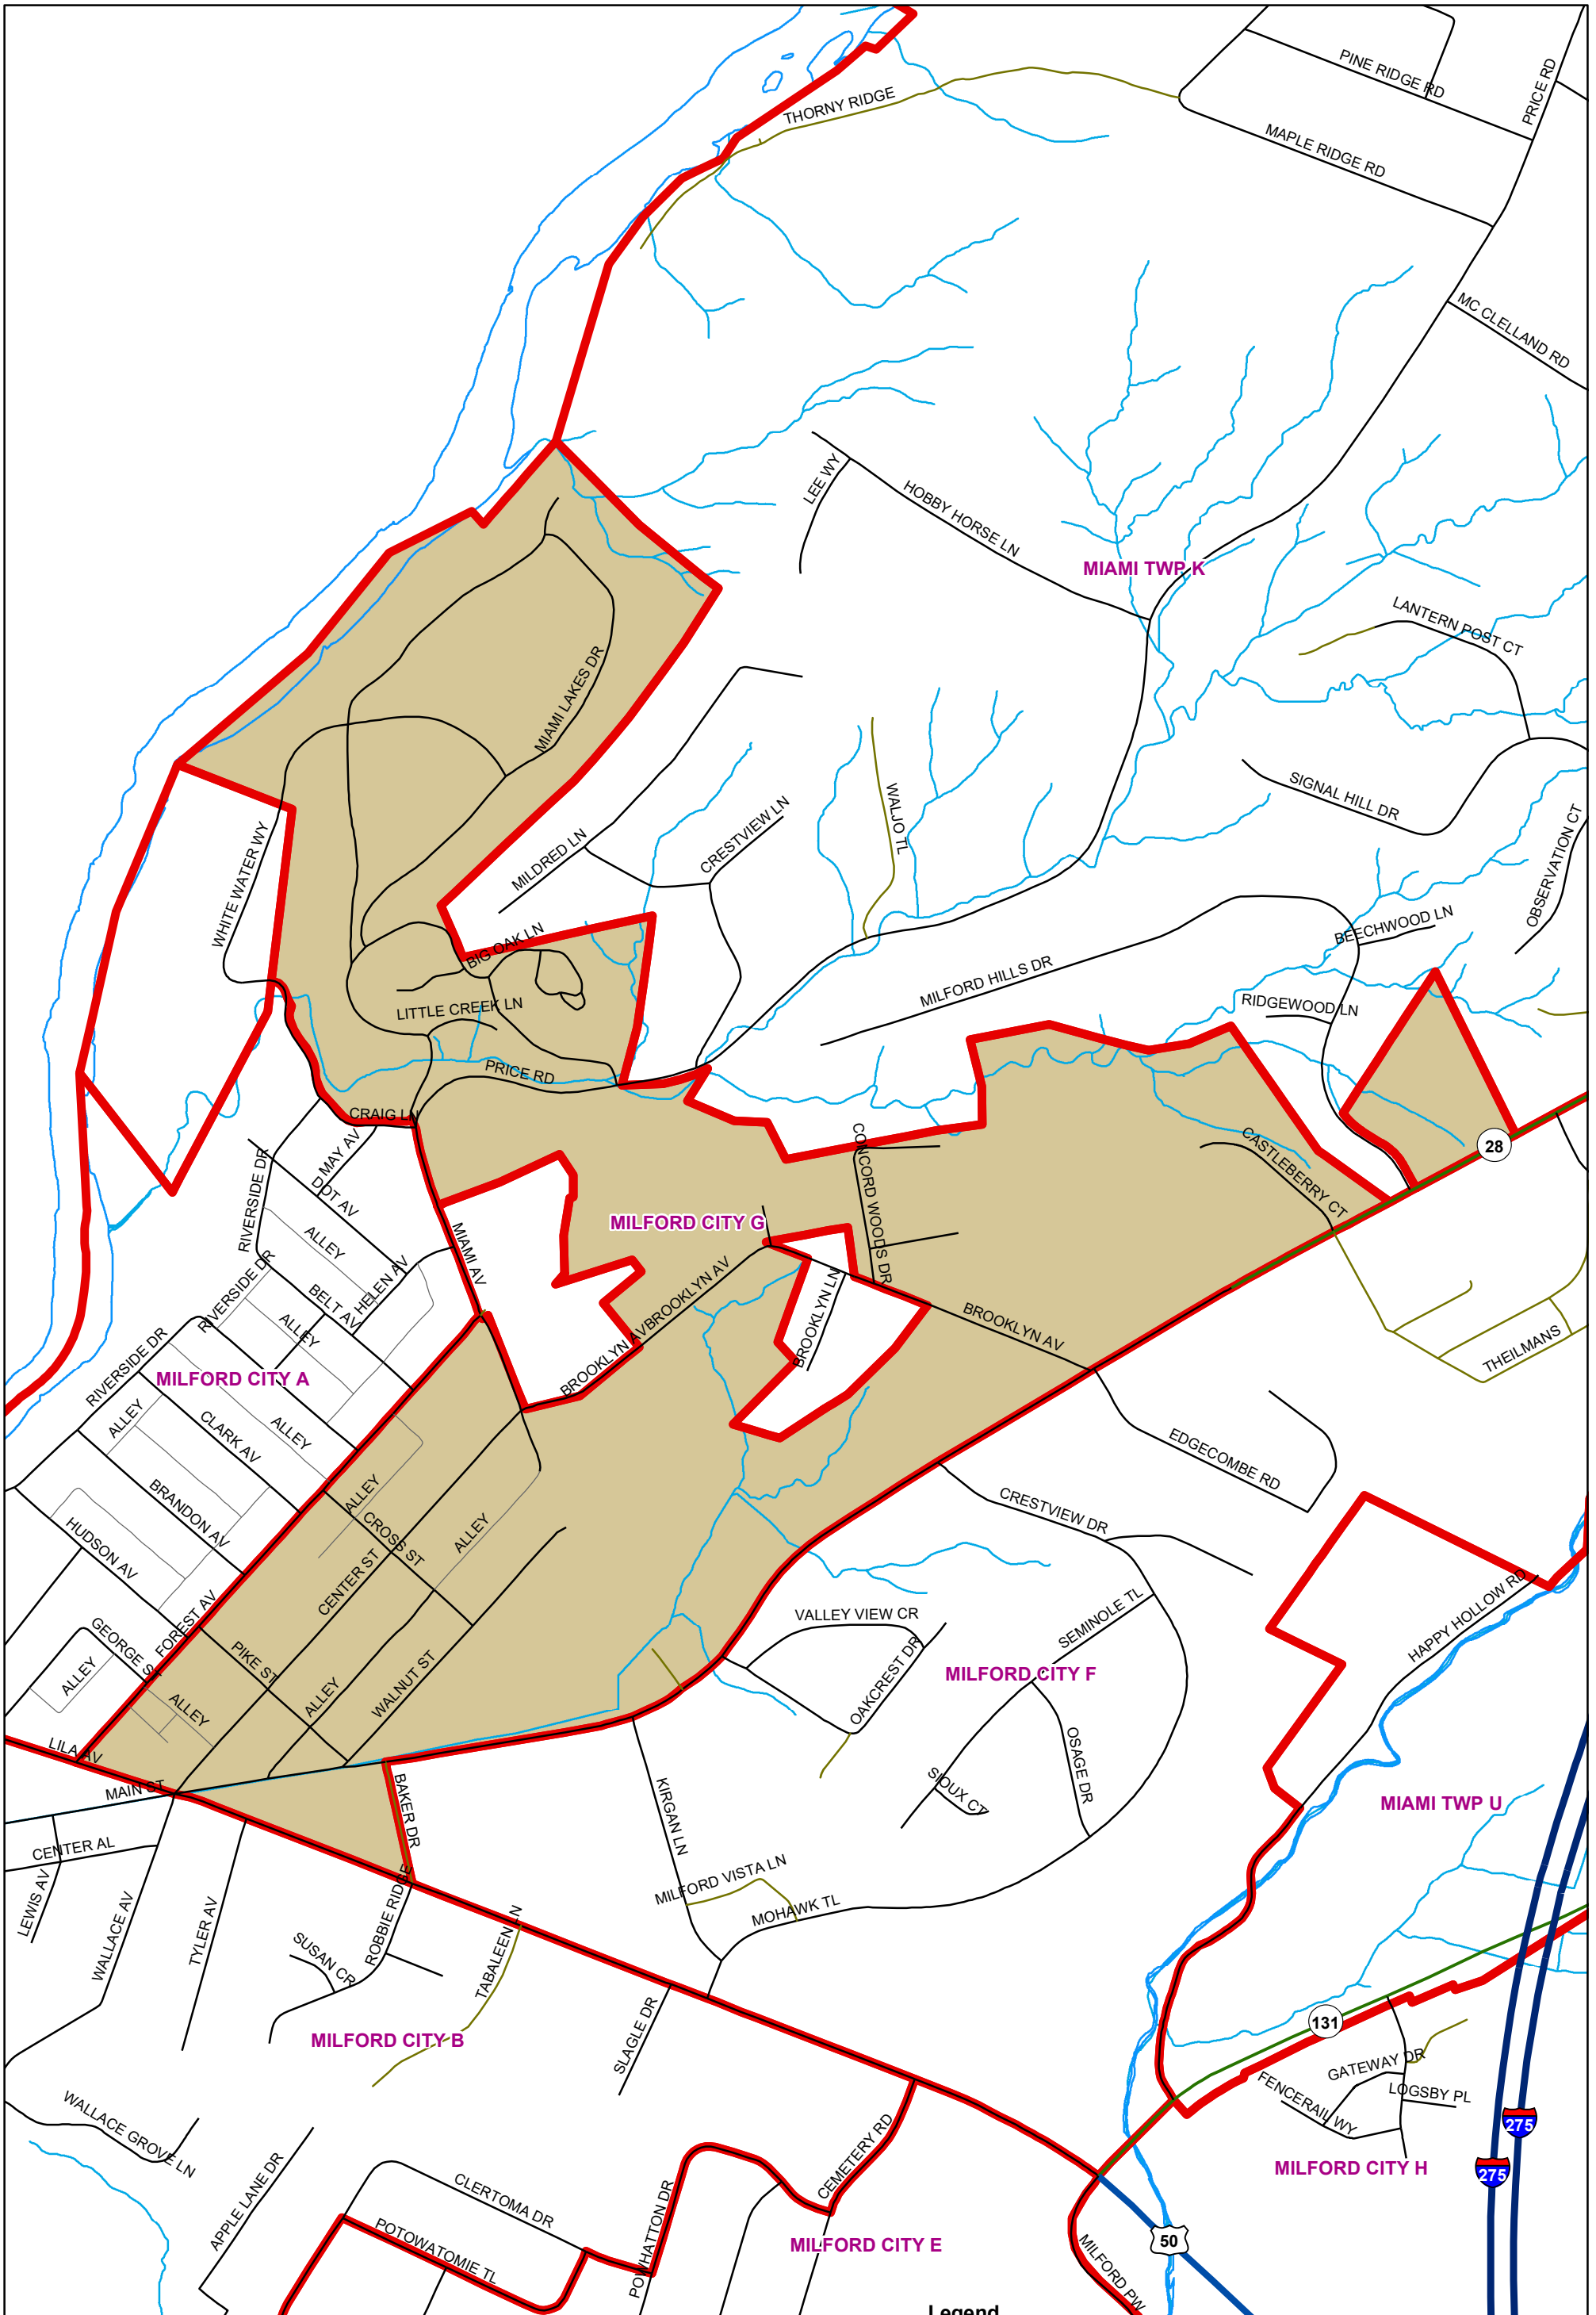 PINE RIDGE RD
PRICE RD
THORNY RIDGE
MAPLE RIDGE RD
MC CLELLAND RD
LEE WY
HOBBY HORSE LN
MIAMI TWP K
LANTERN POST CT
MIAMI LAKES DR
WALJO TL
SIGNAL HILL DR
OBSERVATION CT
MILDRED LN
CRESTVIEW LN
WHITE WATER WY
BIG OAK LN
BEECHWOOD LN
MILFORD HILLS DR
LITTLE CREEK LN
RIDGEWOOD LN
PRICE RD
CRAIG LN
28
MAY AV
CONCORD WOODS DR
CASTLEBERRY CT
RIVERSIDE DR
DOT AV
MILFORD CITY G
ALLEY
MIAMI AV
HELEN AV
BELT AV
RIVERSIDE DR
ALLEY
BROOKLYN AV
BROOKLYN AV
BROOKLYN LN
BROOKLYN AV
THEILMANS
RIVERSIDE DR
MILFORD CITY A
ALLEY
CLARK AV
ALLEY
EDGECOMBE RD
BRANDON AV
ALLEY
CRESTVIEW DR
HUDSON AV
CROSS ST
ALLEY
CENTER ST
VALLEY VIEW CR
SEMINOLE TL
HAPPY HOLLOW RD
FOREST AV
GEORGE ST
PIKE ST
ALLEY
ALLEY
ALLEY
WALNUT ST
OAKCREST DR
MILFORD CITY F
OSAGE DR
LILA AV
MAIN ST
BAKER DR
KIRGAN LN
SIOUX CT
MIAMI TWP U
CENTER AL
LEWIS AV
WALLACE AV
TYLER AV
ROBBIE RIDGE
SUSAN CR
TABALEEN LN
MILFORD VISTA LN
MOHAWK TL
MILFORD CITY B
SLAGLE DR
131
GATEWAY DR
FENCERAIL WY
LOGSBY PL
WALLACE GROVE LN
275
275
MILFORD CITY H
APPLE LANE DR
CLERTOMA DR
POWHATTON DR
CEMETERY RD
POTOWATOMIE TL
MILFORD CITY E
50
MILFORD PW
Legend